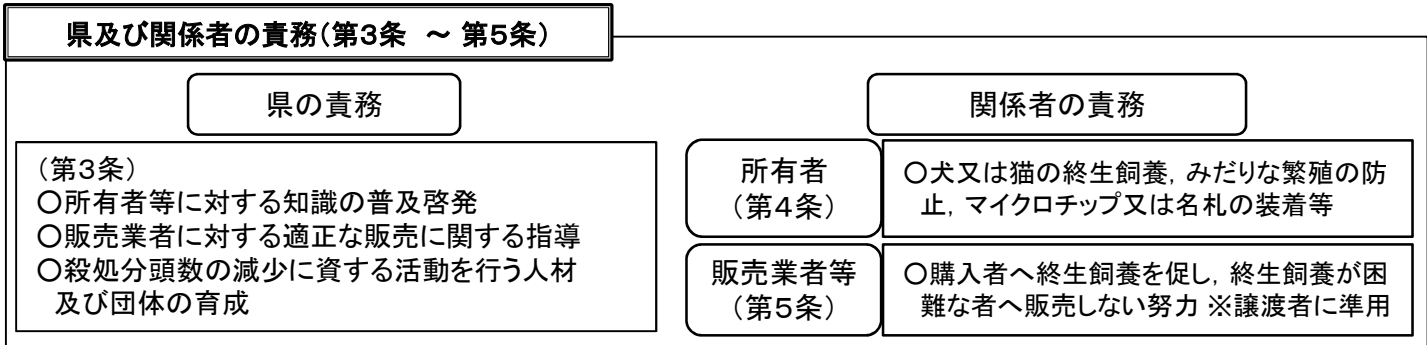 県及び関係者の責務(第3条 ～ 第5条)
県の責務
(第3条)
○所有者等に対する知識の普及啓発
○販売業者に対する適正な販売に関する指導
○殺処分頭数の減少に資する活動を行う人材
及び団体の育成
関係者の責務
所有者
(第4条)
○犬又は猫の終生飼養，みだりな繁殖の防
止，マイクロチップ又は名札の装着等
販売業者等
(第5条)
○購入者へ終生飼養を促し，終生飼養が困
難な者へ販売しない努力 ※譲渡者に準用